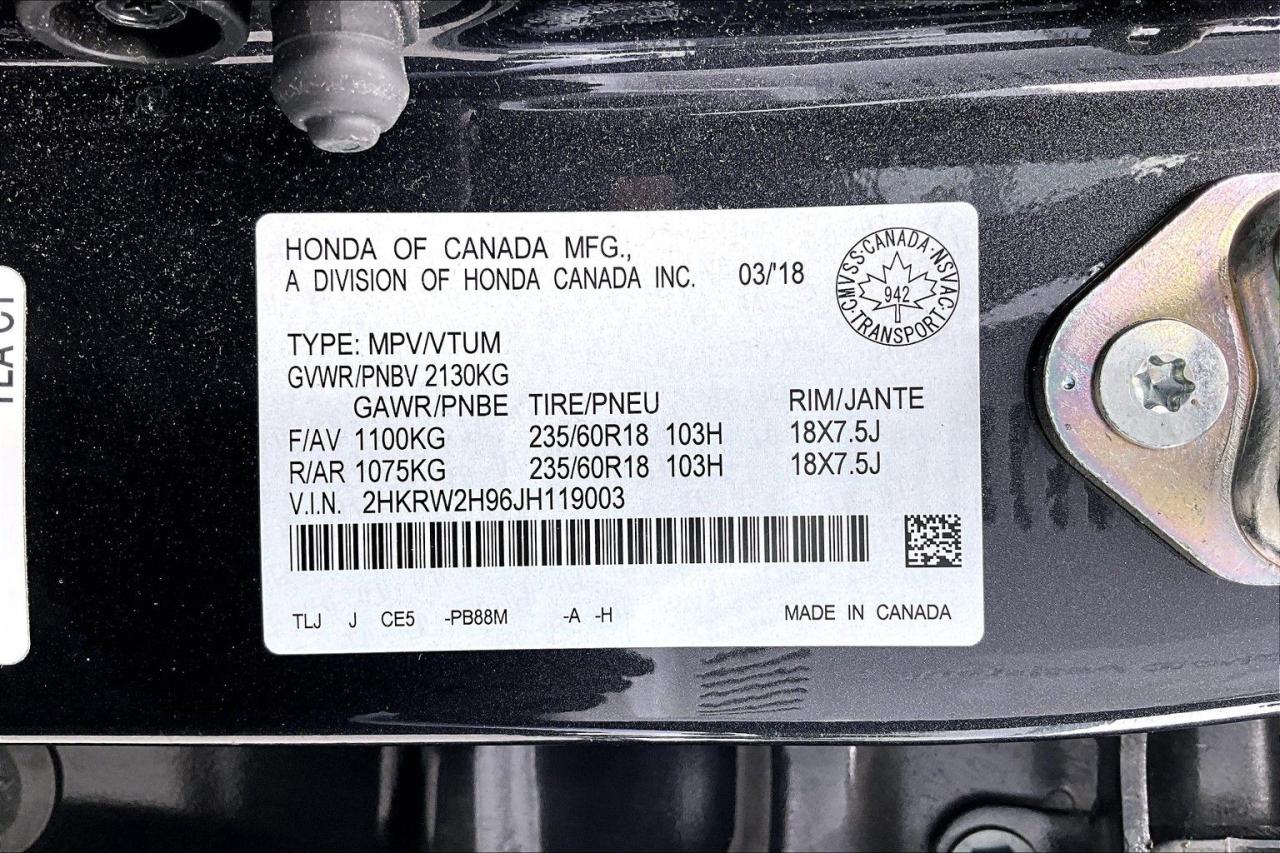 HONDA OF CANADA MFG.,
A DIVISION OF HONDA CANADA INC. 03/'18
CMVSS·CANADA·NSVAC·TRANSPORT·
942
TYPE: MPV/VTUM
GVWR/PNBV 2130KG
GAWR/PNBE TIRE/PNEU RIM/JANTE
F/AV 1100KG 235/60R18 103H 18X7.5J
R/AR 1075KG 235/60R18 103H 18X7.5J
V.I.N. 2HKRW2H96JH119003
TLJ J CE5 -PB88M -A -H MADE IN CANADA